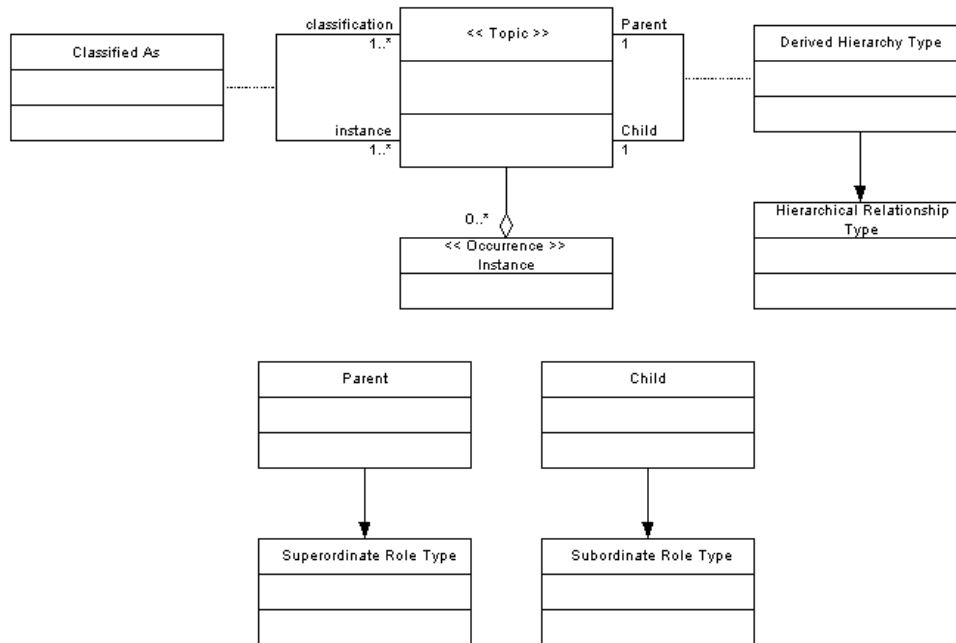 classification
1..*
<< Topic >>
Parent
1
Classified As
Derived Hierarchy Type
instance
1..*
Child
1
0..*
<< Occurrence >>
Instance
Hierarchical Relationship
Type
Parent
Child
Superordinate Role Type
Subordinate Role Type